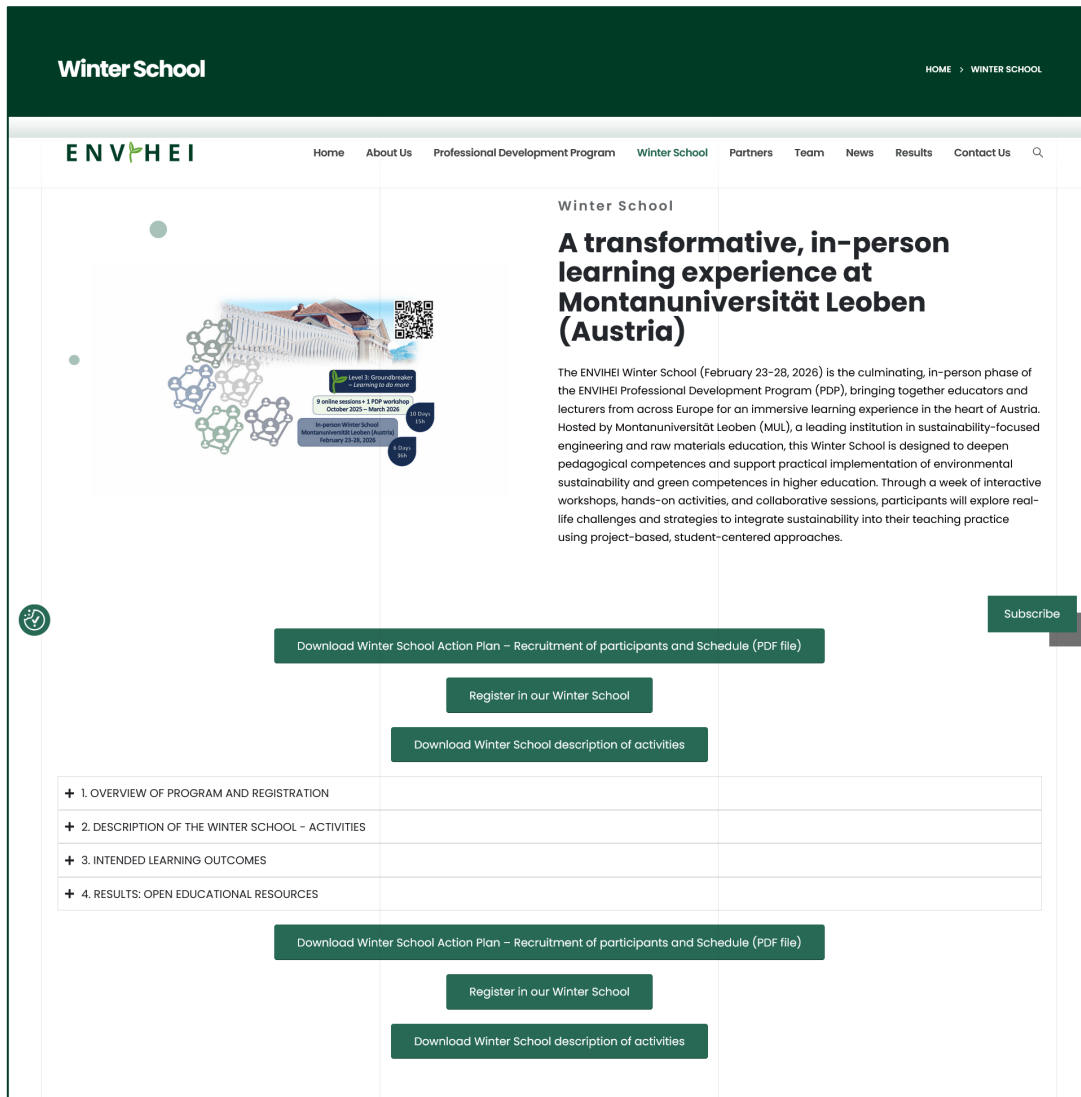 Winter School
HOME > WINTER SCHOOL
ENVIHEI
Home About Us Professional Development Program Winter School Partners Team News Results Contact Us
Winter School
A transformative, in-person
learning experience at
Montanuniversität Leoben
(Austria)
Level 3: Groundbreaker
– Learning to do more
9 online sessions + 1 PDP workshop
October 2025 – March 2026
10 Days
15h
In-person Winter School
Montanuniversität Leoben (Austria)
February 23-28, 2026
6 Days
36h
The ENVIHEI Winter School (February 23-28, 2026) is the culminating, in-person phase of
the ENVIHEI Professional Development Program (PDP), bringing together educators and
lecturers from across Europe for an immersive learning experience in the heart of Austria.
Hosted by Montanuniversität Leoben (MUL), a leading institution in sustainability-focused
engineering and raw materials education, this Winter School is designed to deepen
pedagogical competences and support practical implementation of environmental
sustainability and green competences in higher education. Through a week of interactive
workshops, hands-on activities, and collaborative sessions, participants will explore real-
life challenges and strategies to integrate sustainability into their teaching practice
using project-based, student-centered approaches.
Subscribe
Download Winter School Action Plan – Recruitment of participants and Schedule (PDF file)
Register in our Winter School
Download Winter School description of activities
1. OVERVIEW OF PROGRAM AND REGISTRATION
2. DESCRIPTION OF THE WINTER SCHOOL - ACTIVITIES
3. INTENDED LEARNING OUTCOMES
4. RESULTS: OPEN EDUCATIONAL RESOURCES
Download Winter School Action Plan – Recruitment of participants and Schedule (PDF file)
Register in our Winter School
Download Winter School description of activities